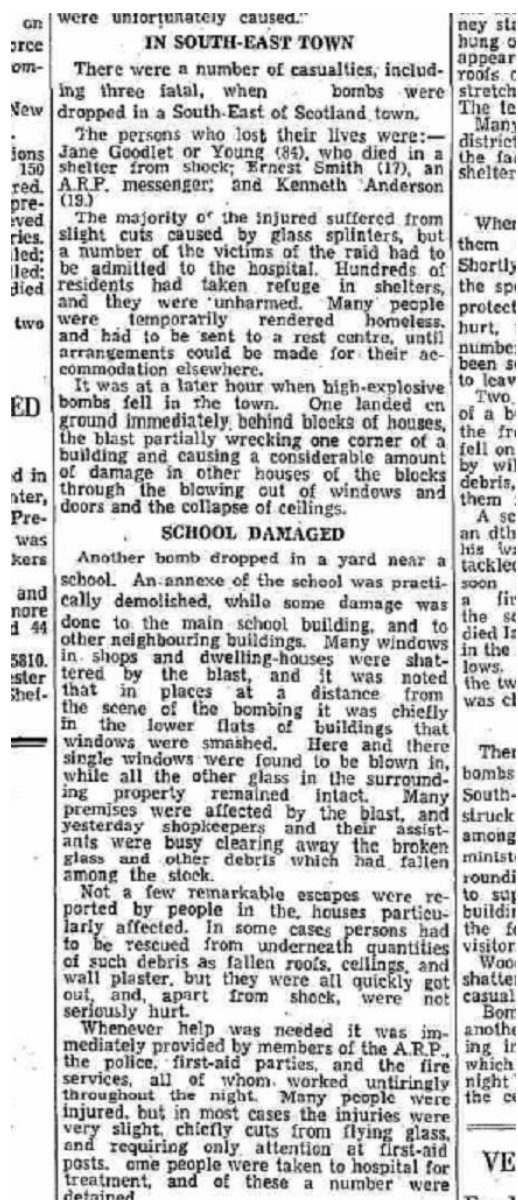 were unfortunately caused."
IN SOUTH-EAST TOWN
There were a number of casualties, includ-
ing three fatal, when bombs were
dropped in a South-East of Scotland town.
The persons who lost their lives were:—
Jane Goodlet or Young (84), who died in a
shelter from shock; Ernest Smith (17), an
A.R.P. messenger; and Kenneth Anderson
(19.)
The majority of the injured suffered from
slight cuts caused by glass splinters, but
a number of the victims of the raid had to
be admitted to the hospital. Hundreds of
residents had taken refuge in shelters,
and they were unharmed. Many people
were temporarily rendered homeless,
and had to be sent to a rest centre, until
arrangements could be made for their ac-
commodation elsewhere.
It was at a later hour when high-explosive
bombs fell in the town. One landed on
ground immediately behind blocks of houses,
the blast partially wrecking one corner of a
building and causing a considerable amount
of damage in other houses of the blocks
through the blowing out of windows and
doors and the collapse of ceilings.
SCHOOL DAMAGED
Another bomb dropped in a yard near a
school. An annexe of the school was practi-
cally demolished, while some damage was
done to the main school building, and to
other neighbouring buildings. Many windows
in shops and dwelling-houses were shat-
tered by the blast, and it was noted
that in places at a distance from
the scene of the bombing it was chiefly
in the lower flats of buildings that
windows were smashed. Here and there
single windows were found to be blown in,
while all the other glass in the surround-
ing property remained intact. Many
premises were affected by the blast, and
yesterday shopkeepers and their assist-
ants were busy clearing away the broken
glass and other debris which had fallen
among the stock.
Not a few remarkable escapes were re-
ported by people in the houses particu-
larly affected. In some cases persons had
to be rescued from underneath quantities
of such debris as fallen roofs, ceilings, and
wall plaster, but they were all quickly got
out, and, apart from shock, were not
seriously hurt.
Whenever help was needed it was im-
mediately provided by members of the A.R.P.,
the police, first-aid parties, and the fire
services, all of whom worked untiringly
throughout the night. Many people were
injured, but in most cases the injuries were
very slight, chiefly cuts from flying glass,
and requiring only attention at first-aid
posts. ome people were taken to hospital for
treatment, and of these a number were
detained.